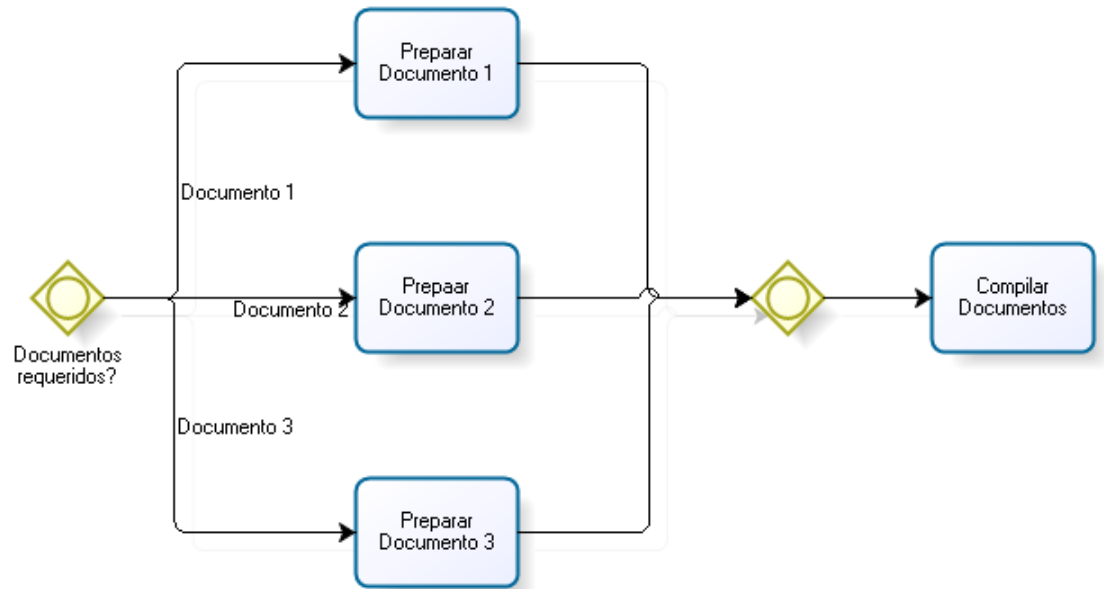 Preparar
Documento 1
Documento 1
Prepaar
Documento 2
Documento 2
Compilar
Documentos
Documentos
requeridos?
Documento 3
Preparar
Documento 3